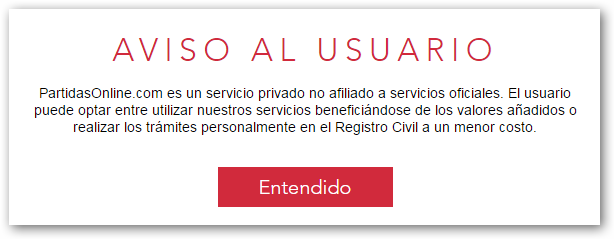 AVISO AL USUARIO
PartidasOnline.com es un servicio privado no afiliado a servicios oficiales. El usuario
puede optar entre utilizar nuestros servicios beneficiándose de los valores añadidos o
realizar los trámites personalmente en el Registro Civil a un menor costo.
Entendido